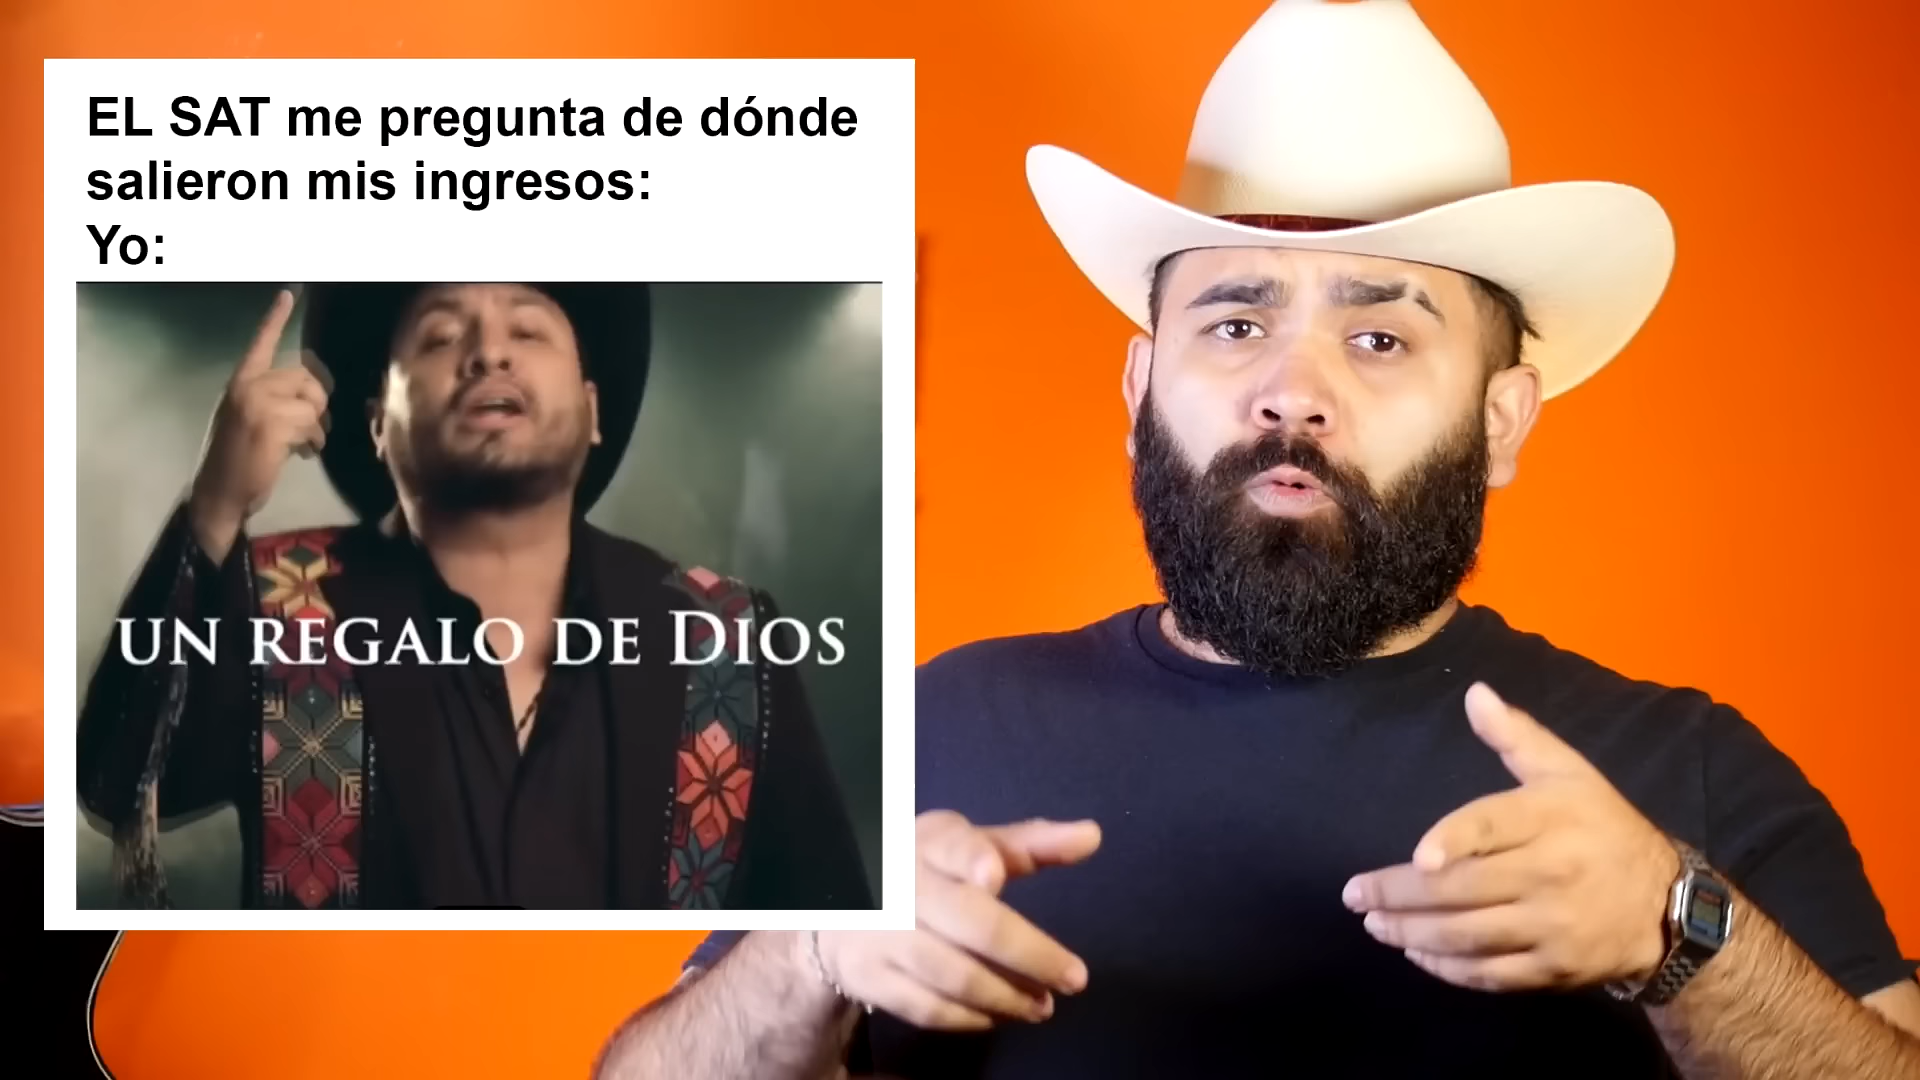 EL SAT me pregunta de dónde
salieron mis ingresos:
Yo:
UN REGALO DE DIOS